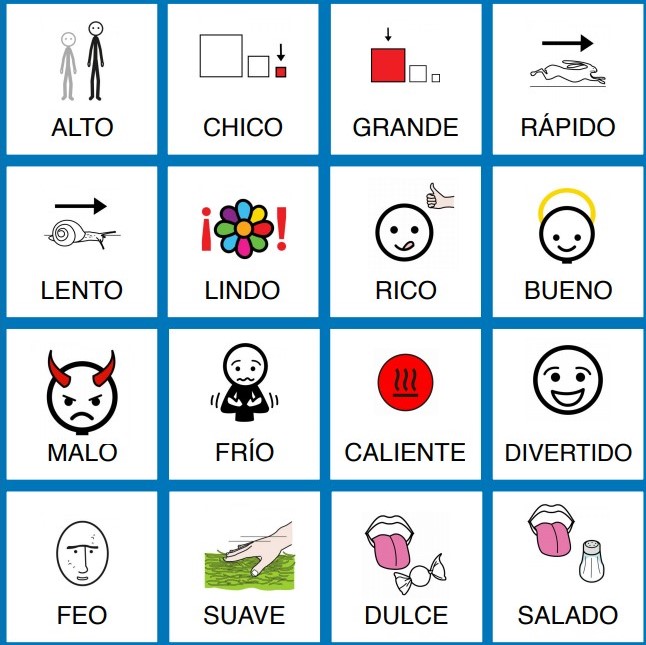 ALTO
CHICO
GRANDE
RÁPIDO
LENTO
LINDO
RICO
BUENO
MALO
FRÍO
CALIENTE
DIVERTIDO
FEO
SUAVE
DULCE
SALADO